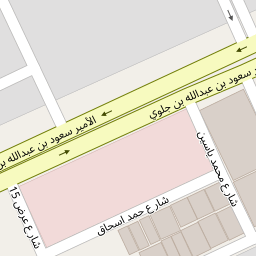 ر سعود بن عبدالله بن جلوي
الأمير سعود بن عبدالله بن
شارع محمد ياسين
شارع حمد اسحاق
شارع عرض 15